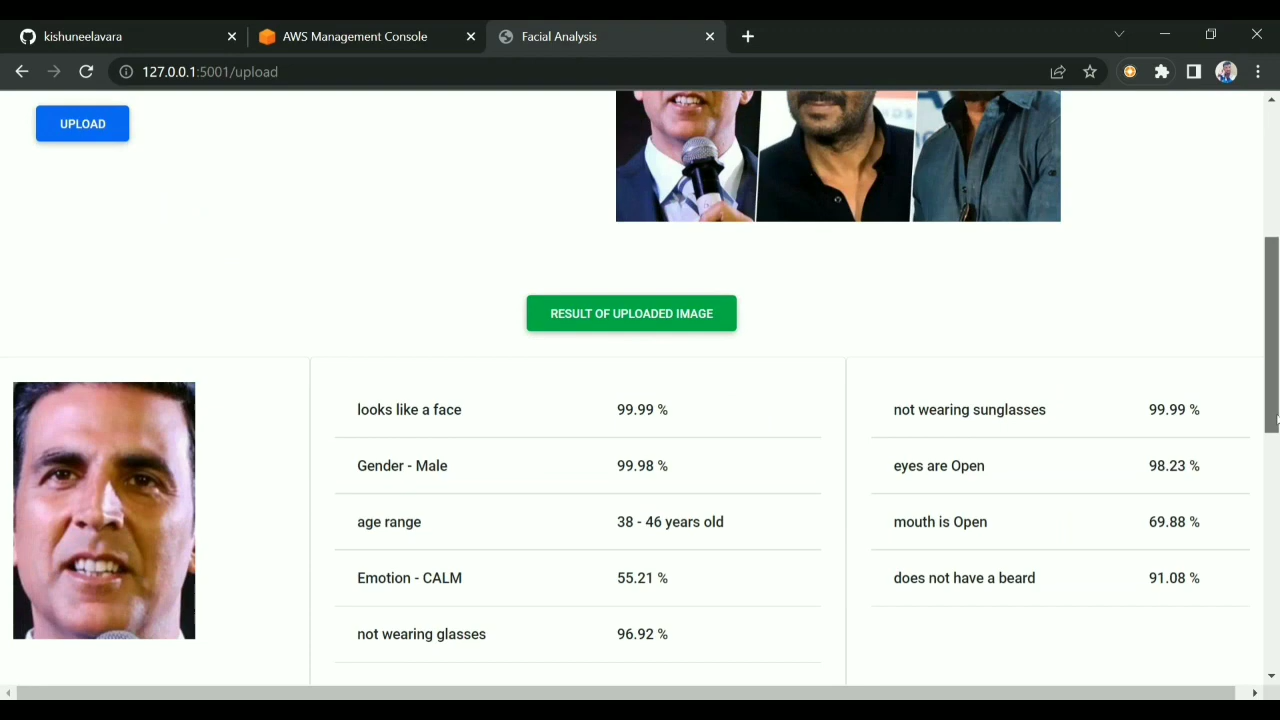 kishuneelavara
AWS Management Console
Facial Analysis
127.0.0.1:5001/upload
UPLOAD
RESULT OF UPLOADED IMAGE
looks like a face 99.99 %
Gender - Male 99.98 %
age range 38 - 46 years old
Emotion - CALM 55.21 %
not wearing glasses 96.92 %
not wearing sunglasses 99.99 %
eyes are Open 98.23 %
mouth is Open 69.88 %
does not have a beard 91.08 %